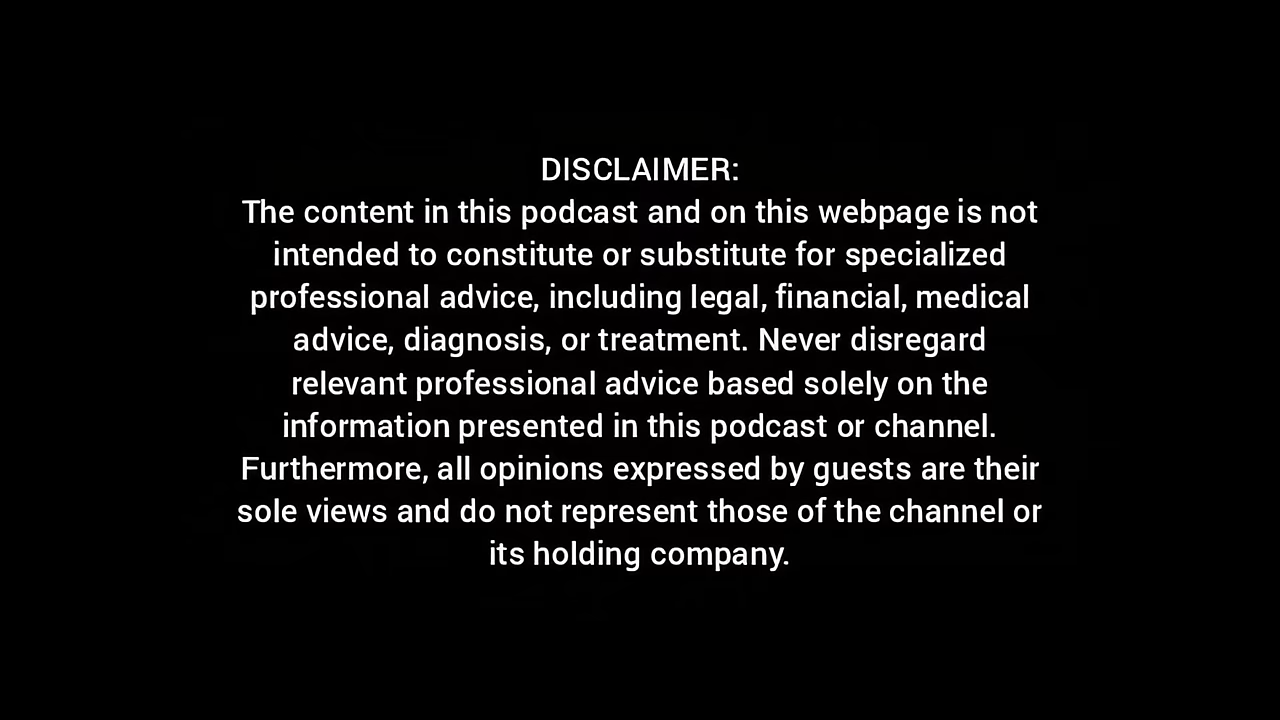 DISCLAIMER:
The content in this podcast and on this webpage is not
intended to constitute or substitute for specialized
professional advice, including legal, financial, medical
advice, diagnosis, or treatment. Never disregard
relevant professional advice based solely on the
information presented in this podcast or channel.
Furthermore, all opinions expressed by guests are their
sole views and do not represent those of the channel or
its holding company.